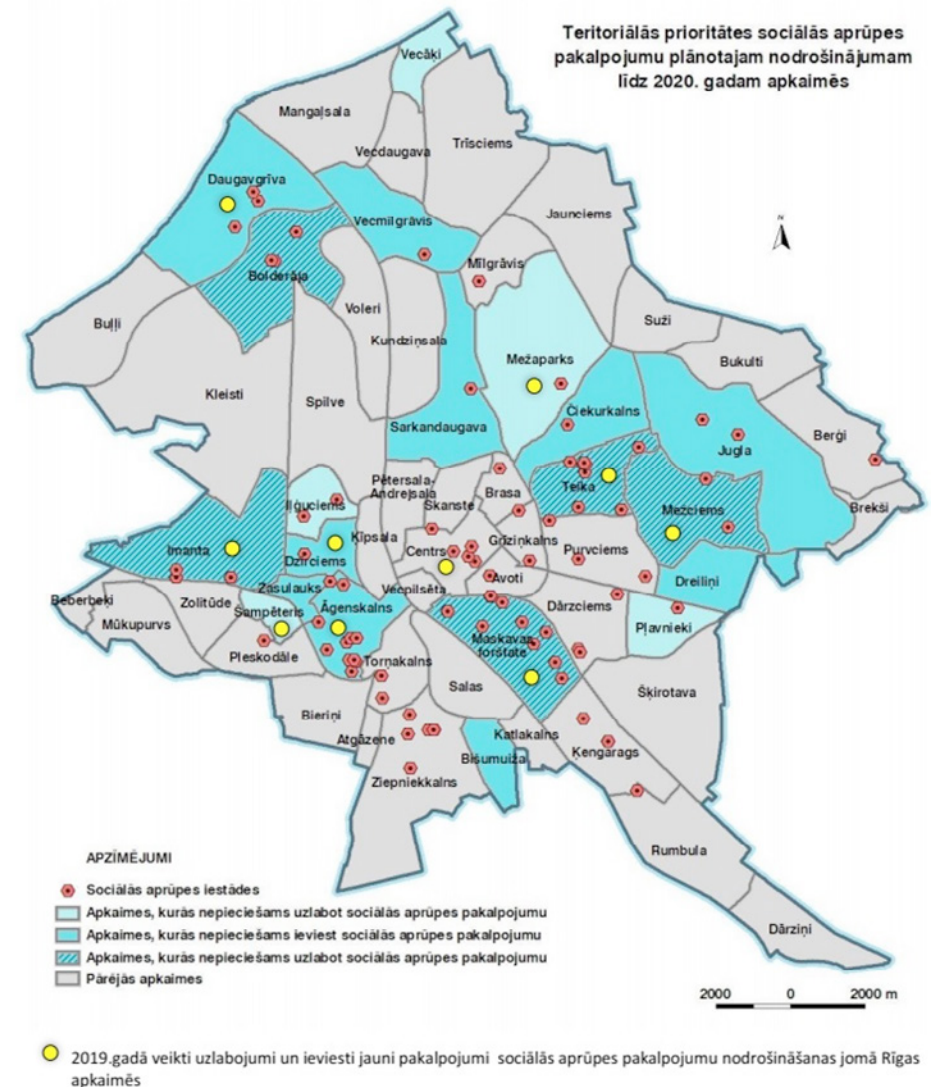 Teritoriālās prioritātes sociālās aprūpes
pakalpojumu plānotajam nodrošinājumam
līdz 2020. gadam apkaimēs
Vecāķi
Mangaļsala
Vecdaugava
Trīsciems
Daugavgrīva
Vecmīlgrāvis
Jaunciems
N
Mīlgrāvis
Bolderāja
Buļļi
Voleri
Kundziņsala
Suži
Mežaparks
Bukulti
Kleisti
Spilve
Čiekurkalns
Sarkandaugava
Jugla
Berģi
Pētersala-
Andrejsala
Skanste
Brasa
Teika
Iļģuciems
Mežciems
Brekši
Imanta
Ķīpsala
Centrs
Grīziņkalns
Purvciems
Dzirciems
Zasulauks
Vecpilsēta
Avoti
Dreiliņi
Beberbeķi
Zolitūde
Šampēteris
Āgenskalns
Dārzciems
Mūkupurvs
Pļavnieki
Maskavas
forštate
Pleskodāle
Torņakalns
Salas
Šķirotava
Bieriņi
Atgāzene
Katlakalns
Ķengarags
Bišumuiža
Ziepniekkalns
Rumbula
Dārziņi
APZĪMĒJUMI
Sociālās aprūpes iestādes
Apkaimes, kurās nepieciešams uzlabot sociālās aprūpes pakalpojumu
Apkaimes, kurās nepieciešams ieviest sociālās aprūpes pakalpojumu
Apkaimes, kurās nepieciešams uzlabot sociālās aprūpes pakalpojumu
Pārējās apkaimes
2000 0 2000 m
2019.gadā veikti uzlabojumi un ieviesti jauni pakalpojumi sociālās aprūpes pakalpojumu nodrošināšanas jomā Rīgas
apkaimēs